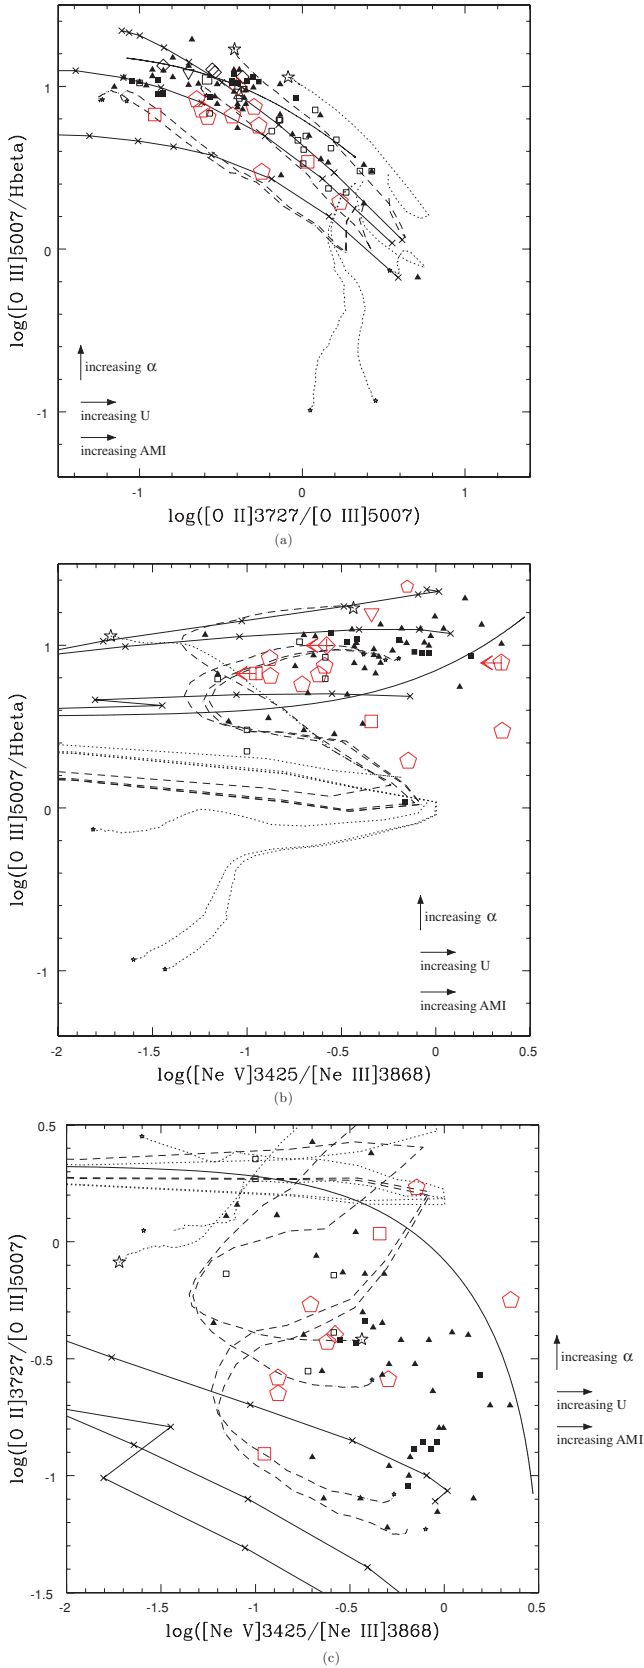 1
0
-1
log([O III]5007/Hbeta)
increasing α
increasing U
increasing AMI
-1
0
1
log([O II]3727/[O III]5007)
(a)
1
0
-1
log([O III]5007/Hbeta)
increasing α
increasing U
increasing AMI
-2
-1.5
-1
-0.5
0
0.5
log([Ne V]3425/[Ne III]3868)
(b)
0.5
0
-0.5
-1
-1.5
log([O II]3727/[O III]5007)
increasing α
increasing U
increasing AMI
-2
-1.5
-1
-0.5
0
0.5
log([Ne V]3425/[Ne III]3868)
(c)